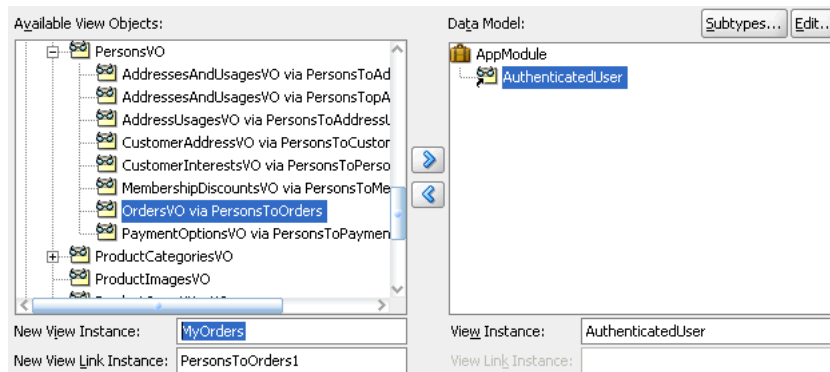 Available View Objects:
PersonsVO
AddressesAndUsagesVO via PersonsToAd
AddressesAndUsagesVO via PersonsTopA
AddressUsagesVO via PersonsToAddressU
CustomerAddressVO via PersonsToCustor
CustomerInterestsVO via PersonsToPerso
MembershipDiscountsVO via PersonsToMe
OrdersVO via PersonsToOrders
PaymentOptionsVO via PersonsToPaymen
ProductCategoriesVO
ProductImagesVO
New View Instance: MyOrders
New View Link Instance: PersonsToOrders1
Data Model: Subtypes... Edit..
AppModule
AuthenticatedUser
View Instance: AuthenticatedUser
View Link Instance: